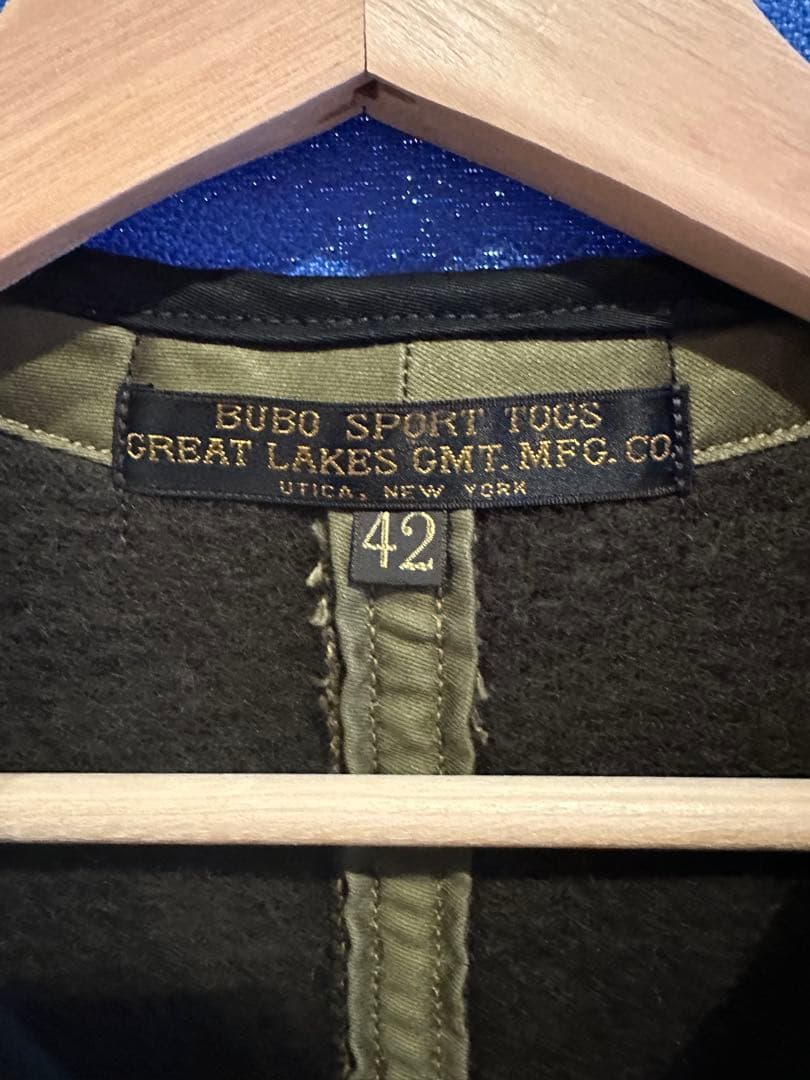 BUBO SPORT TOGS
GREAT LAKES GMT. MFG. CO.
UTICA, NEW YORK
42